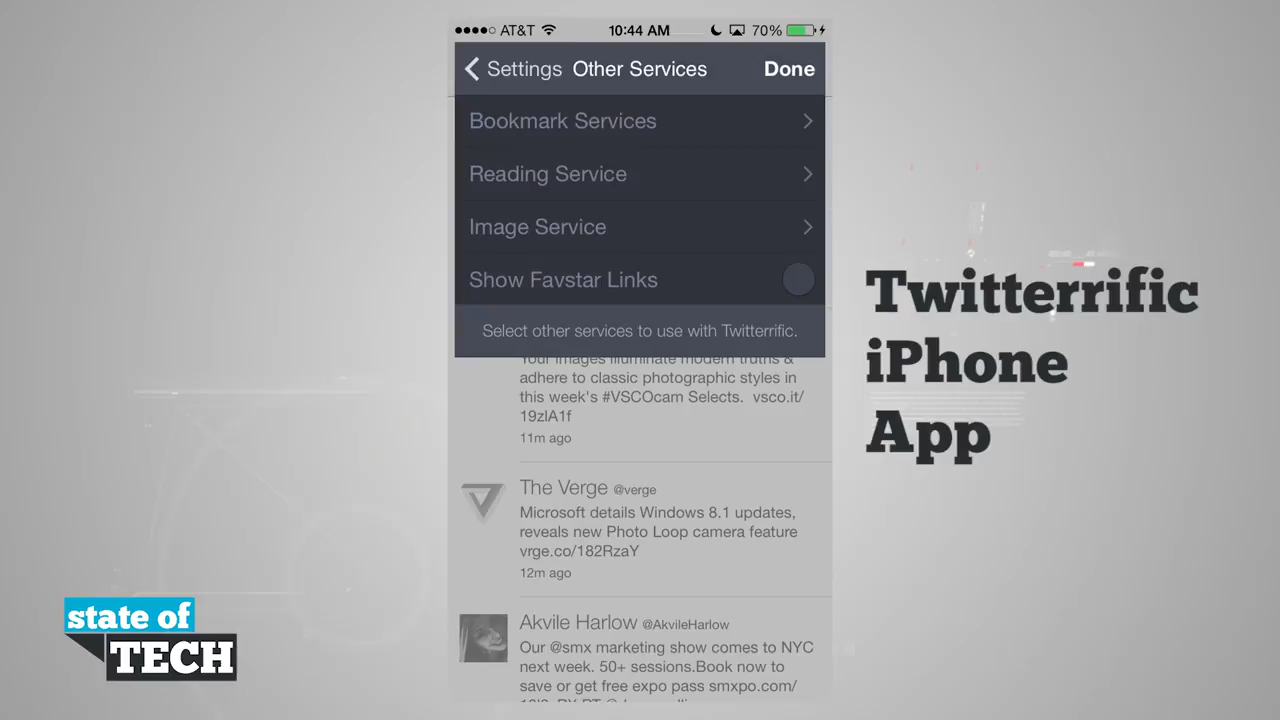 AT&T 10:44 AM 70%
Settings Other Services Done
Bookmark Services
Reading Service
Image Service
Show Favstar Links
Select other services to use with Twitterrific.
Your images illuminate modern truths &
adhere to classic photographic styles in
this week's #VSCOcam Selects. vsco.it/
19zlA1f
11m ago
The Verge @verge
Microsoft details Windows 8.1 updates,
reveals new Photo Loop camera feature
vrge.co/182RzaY
12m ago
Akvile Harlow @AkvileHarlow
Our @smx marketing show comes to NYC
next week. 50+ sessions.Book now to
save or get free expo pass smxpo.com/
Twitterrific
iPhone
App
state of
TECH